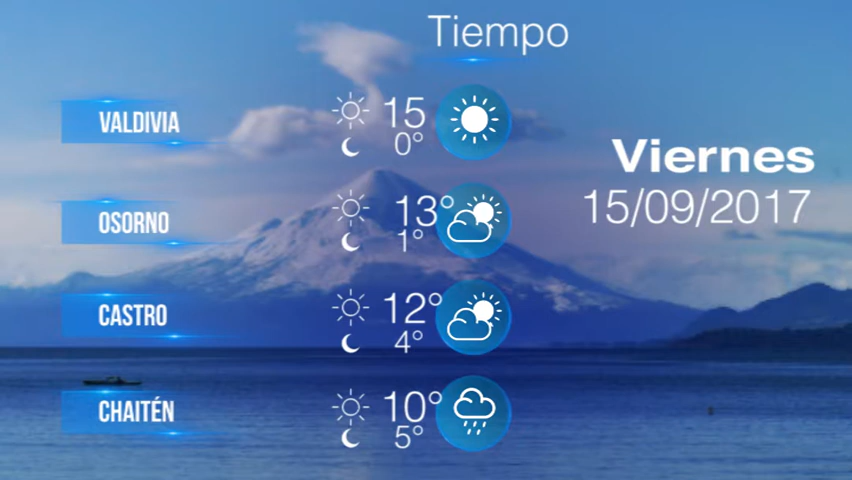 Tiempo
VALDIVIA
15
0°
Viernes
15/09/2017
OSORNO
13°
1°
CASTRO
12°
4°
CHAITÉN
10°
5°